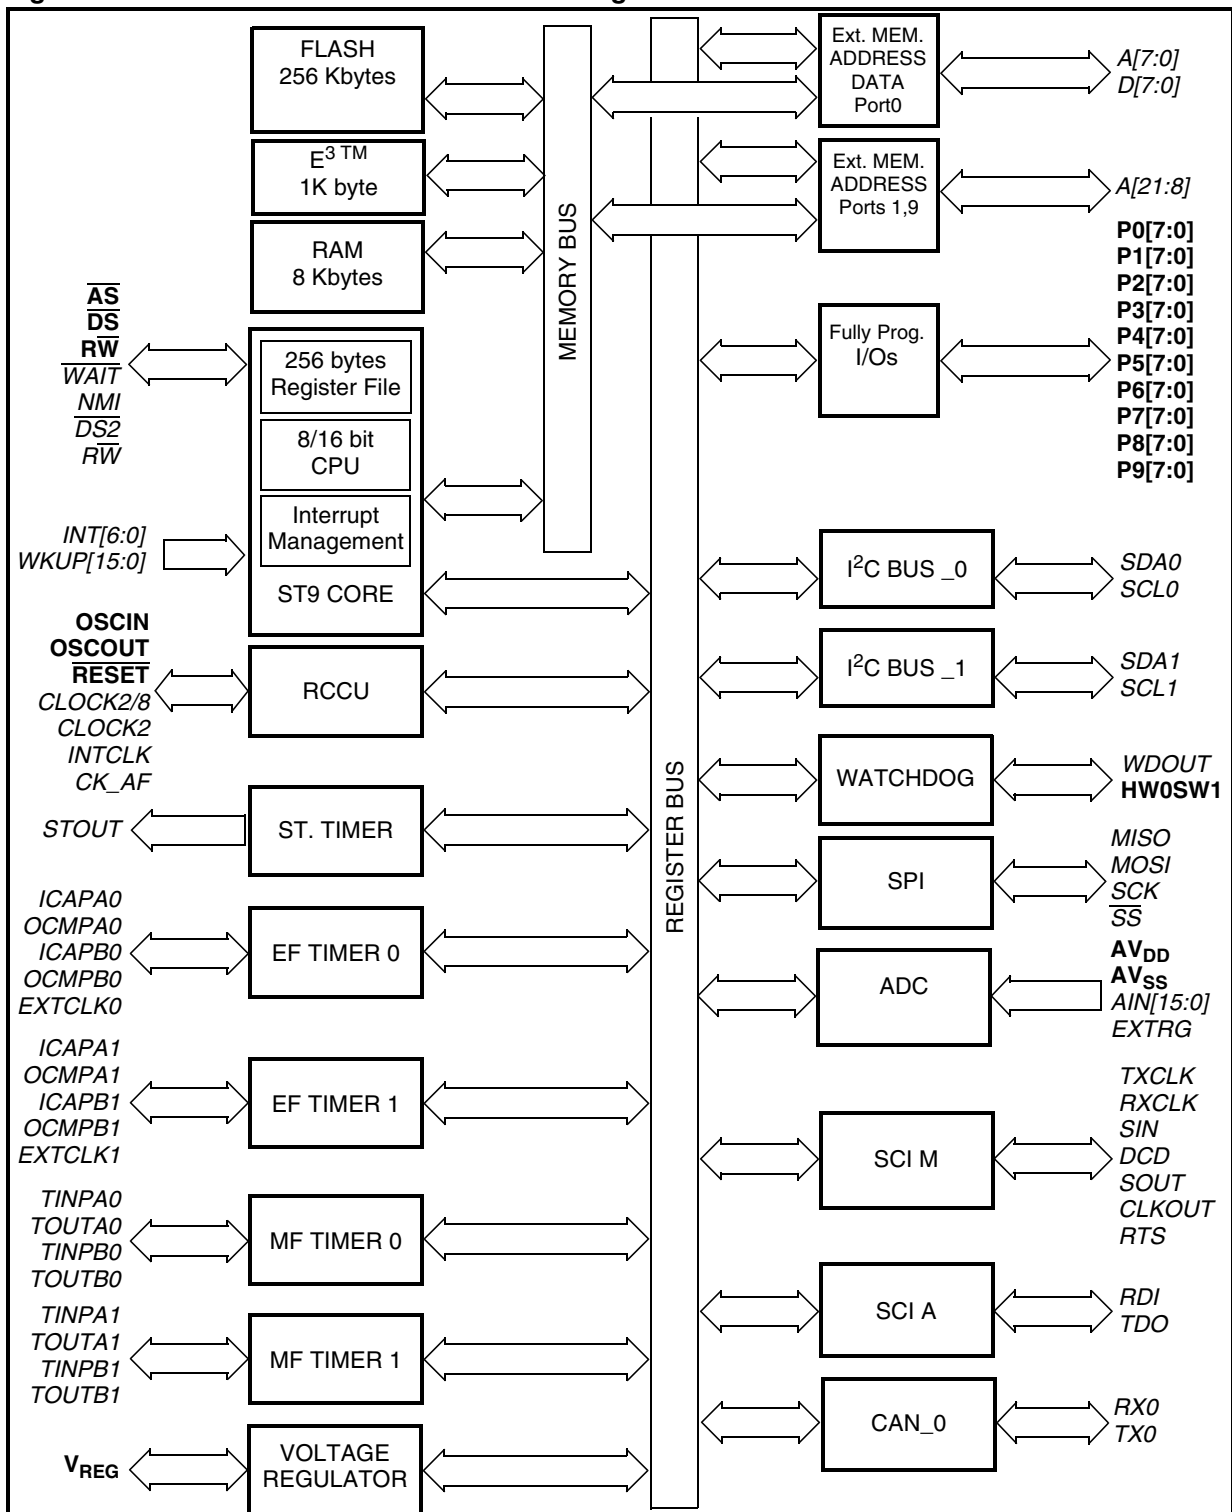 FLASH
256 Kbytes
E³ ™
1K byte
RAM
8 Kbytes
A̅S̅
D̅S̅
RW̅
W̅A̅I̅T̅
NMI
D̅S̅2̅
RW̅
256 bytes
Register File
8/16 bit
CPU
Interrupt
Management
ST9 CORE
INT[6:0]
WKUP[15:0]
OSCIN
OSCOUT
R̅E̅S̅E̅T̅
CLOCK2/8
CLOCK2
INTCLK
CK_AF
RCCU
STOUT
ST. TIMER
ICAPA0
OCMPA0
ICAPB0
OCMPB0
EXTCLK0
EF TIMER 0
ICAPA1
OCMPA1
ICAPB1
OCMPB1
EXTCLK1
EF TIMER 1
TINPA0
TOUTA0
TINPB0
TOUTB0
MF TIMER 0
TINPA1
TOUTA1
TINPB1
TOUTB1
MF TIMER 1
VREG
VOLTAGE
REGULATOR
MEMORY BUS
REGISTER BUS
Ext. MEM.
ADDRESS
DATA
Port0
A[7:0]
D[7:0]
Ext. MEM.
ADDRESS
Ports 1,9
A[21:8]
Fully Prog.
I/Os
P0[7:0]
P1[7:0]
P2[7:0]
P3[7:0]
P4[7:0]
P5[7:0]
P6[7:0]
P7[7:0]
P8[7:0]
P9[7:0]
I²C BUS _0
SDA0
SCL0
I²C BUS _1
SDA1
SCL1
WATCHDOG
WDOUT
HW0SW1
SPI
MISO
MOSI
SCK
S̅S̅
ADC
AVDD
AVSS
AIN[15:0]
EXTRG
SCI M
TXCLK
RXCLK
SIN
DCD
SOUT
CLKOUT
RTS
SCI A
RDI
TDO
CAN_0
RX0
TX0